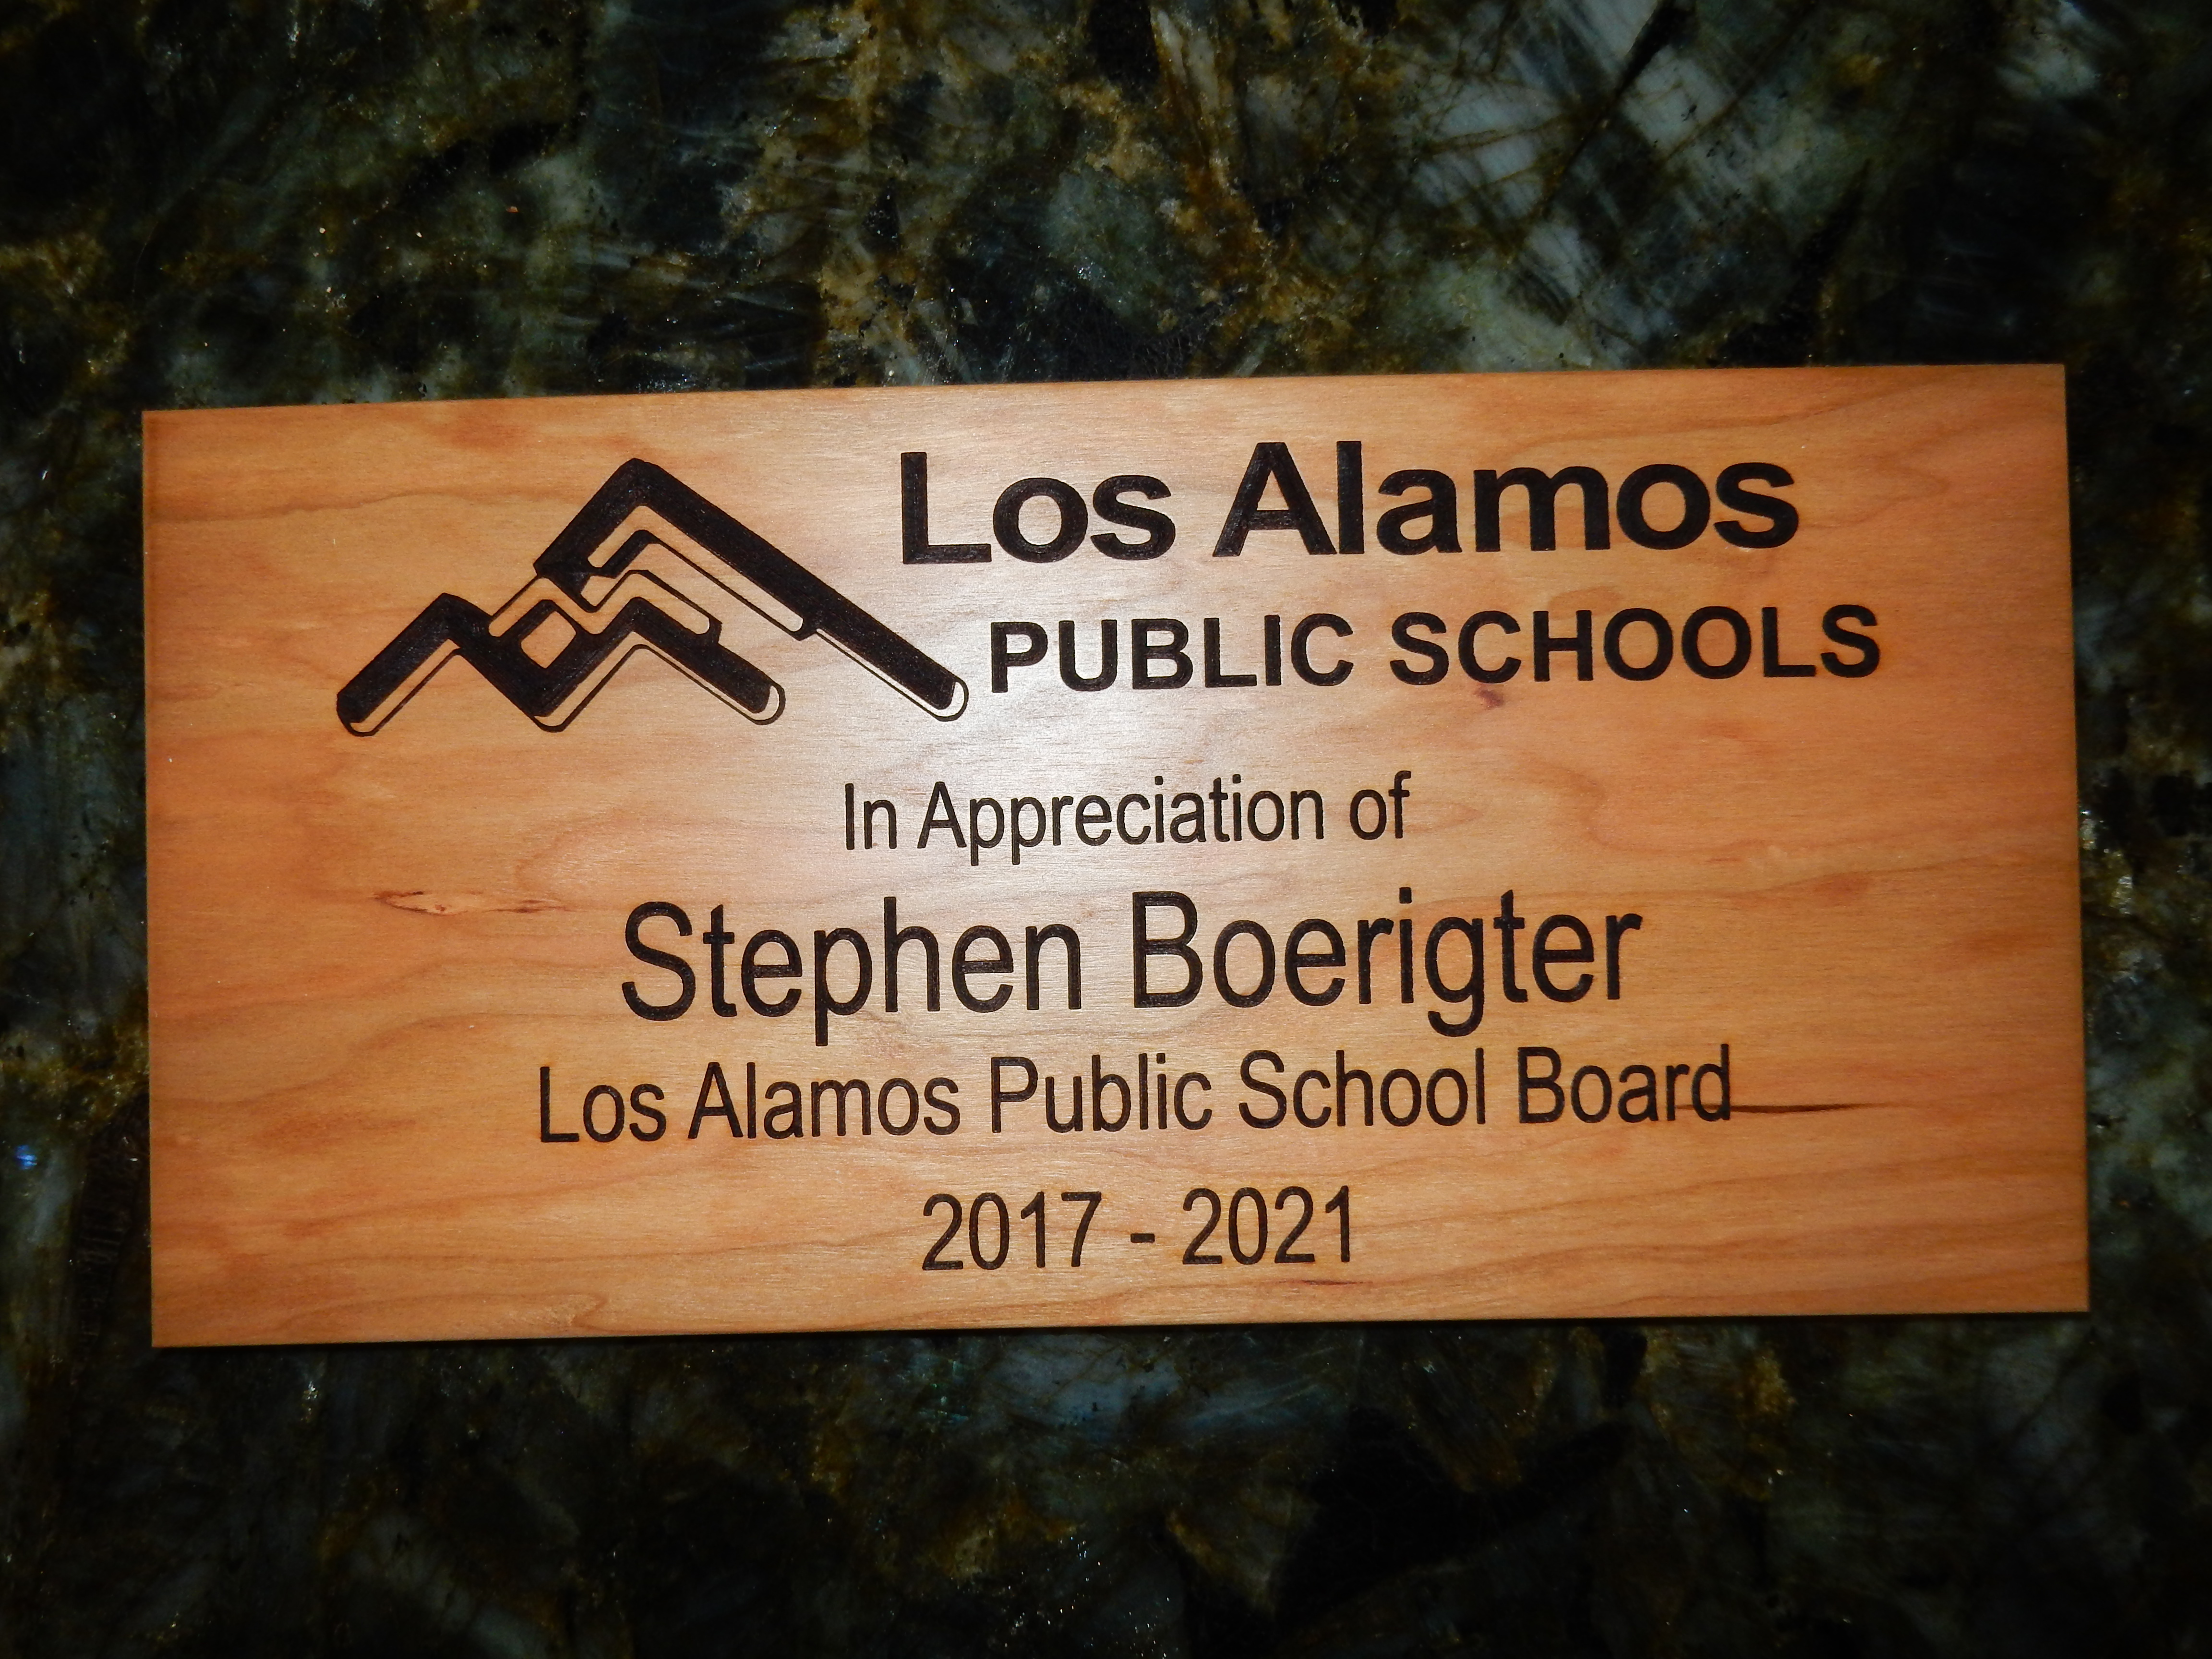 Los Alamos
PUBLIC SCHOOLS
In Appreciation of
Stephen Boerigter
Los Alamos Public School Board
2017 - 2021